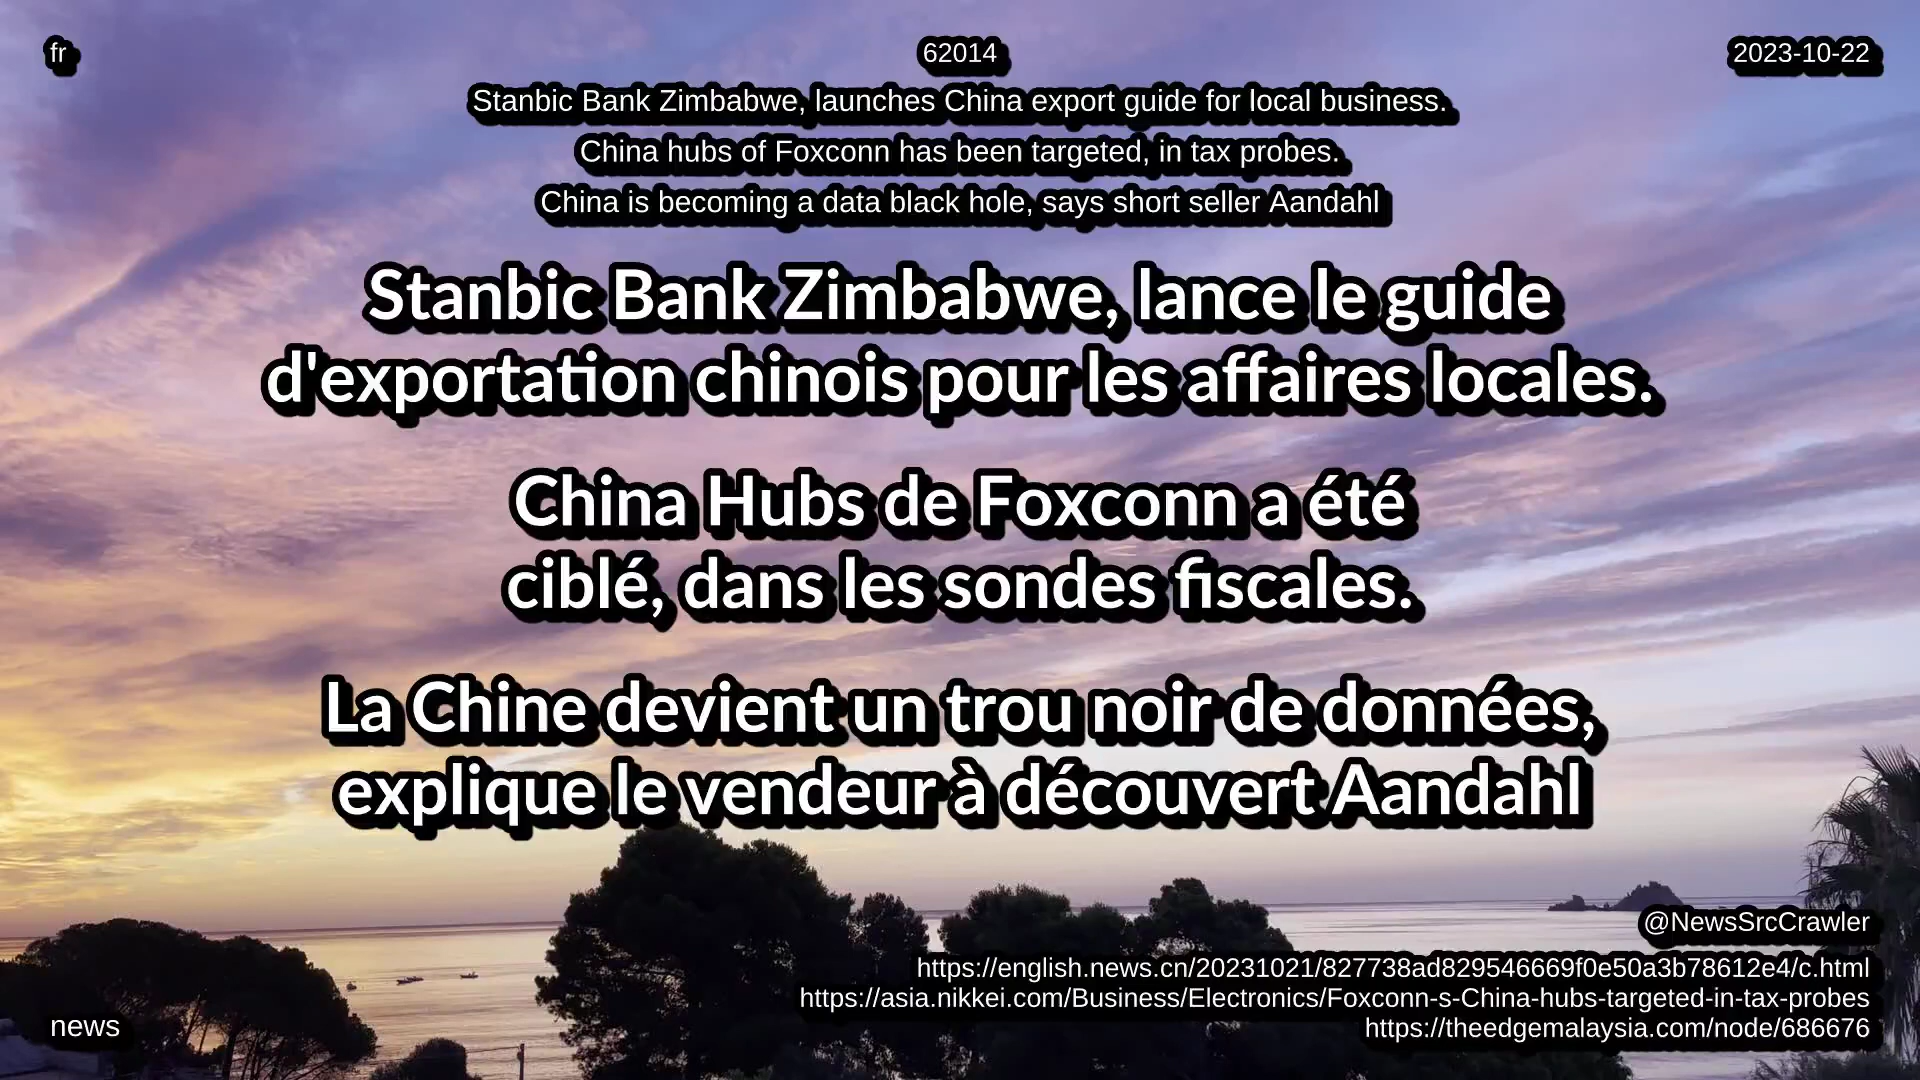 fr
62014
2023-10-22
Stanbic Bank Zimbabwe, launches China export guide for local business.
China hubs of Foxconn has been targeted, in tax probes.
China is becoming a data black hole, says short seller Aandahl
Stanbic Bank Zimbabwe, lance le guide
d'exportation chinois pour les affaires locales.
China Hubs de Foxconn a été
ciblé, dans les sondes fiscales.
La Chine devient un trou noir de données,
explique le vendeur à découvert Aandahl
@NewsSrcCrawler
https://english.news.cn/20231021/827738ad829546669f0e50a3b78612e4/c.html
https://asia.nikkei.com/Business/Electronics/Foxconn-s-China-hubs-targeted-in-tax-probes
https://theedgemalaysia.com/node/686676
news